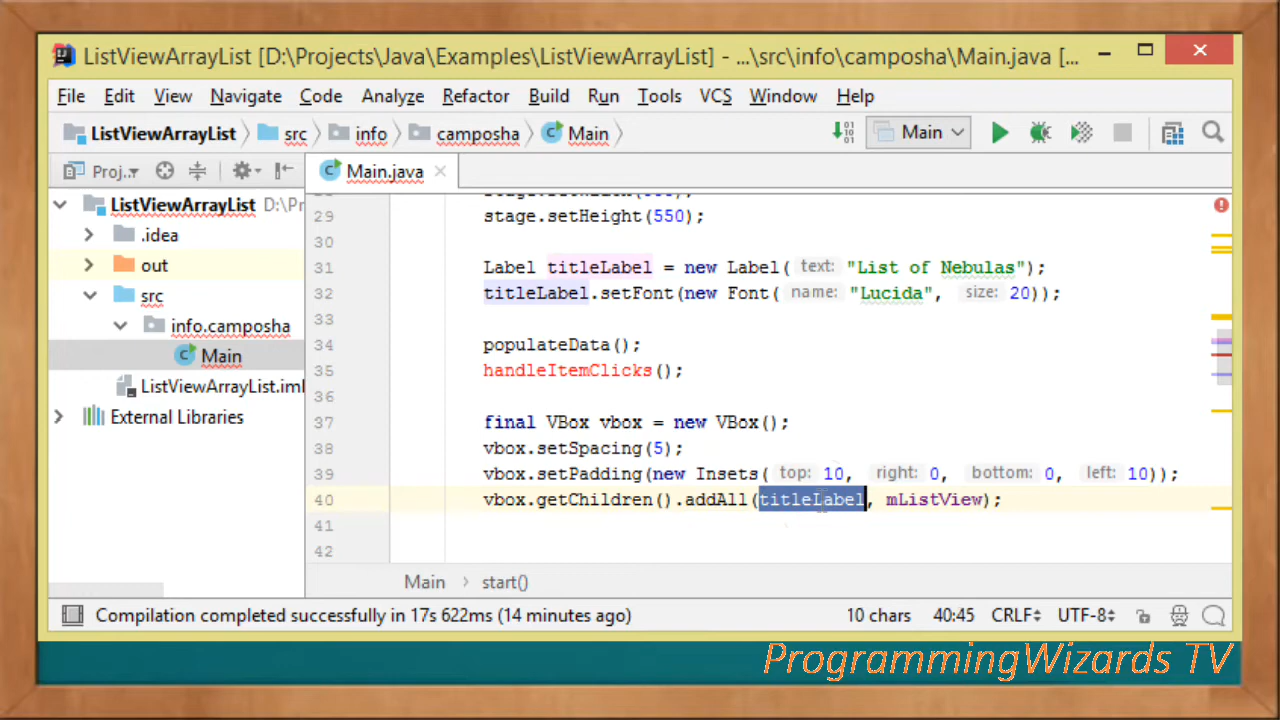 ListViewArrayList [D:\Projects\Java\Examples\ListViewArrayList] - ...\src\info\camposha\Main.java [...
File Edit View Navigate Code Analyze Refactor Build Run Tools VCS Window Help
ListViewArrayList src info camposha Main Main
Proj.. Main.java
ListViewArrayList D:\Pr
.idea
out
src
info.camposha
Main
ListViewArrayList.iml
External Libraries
29 stage.setHeight(550);
30
31 Label titleLabel = new Label( text: "List of Nebulas");
32 titleLabel.setFont(new Font( name: "Lucida", size: 20));
33
34 populateData();
35 handleItemClicks();
36
37 final VBox vbox = new VBox();
38 vbox.setSpacing(5);
39 vbox.setPadding(new Insets( top: 10, right: 0, bottom: 0, left: 10));
40 vbox.getChildren().addAll(titleLabel, mListView);
41
42
Main start()
Compilation completed successfully in 17s 622ms (14 minutes ago) 10 chars 40:45 CRLF UTF-8
ProgrammingWizards TV